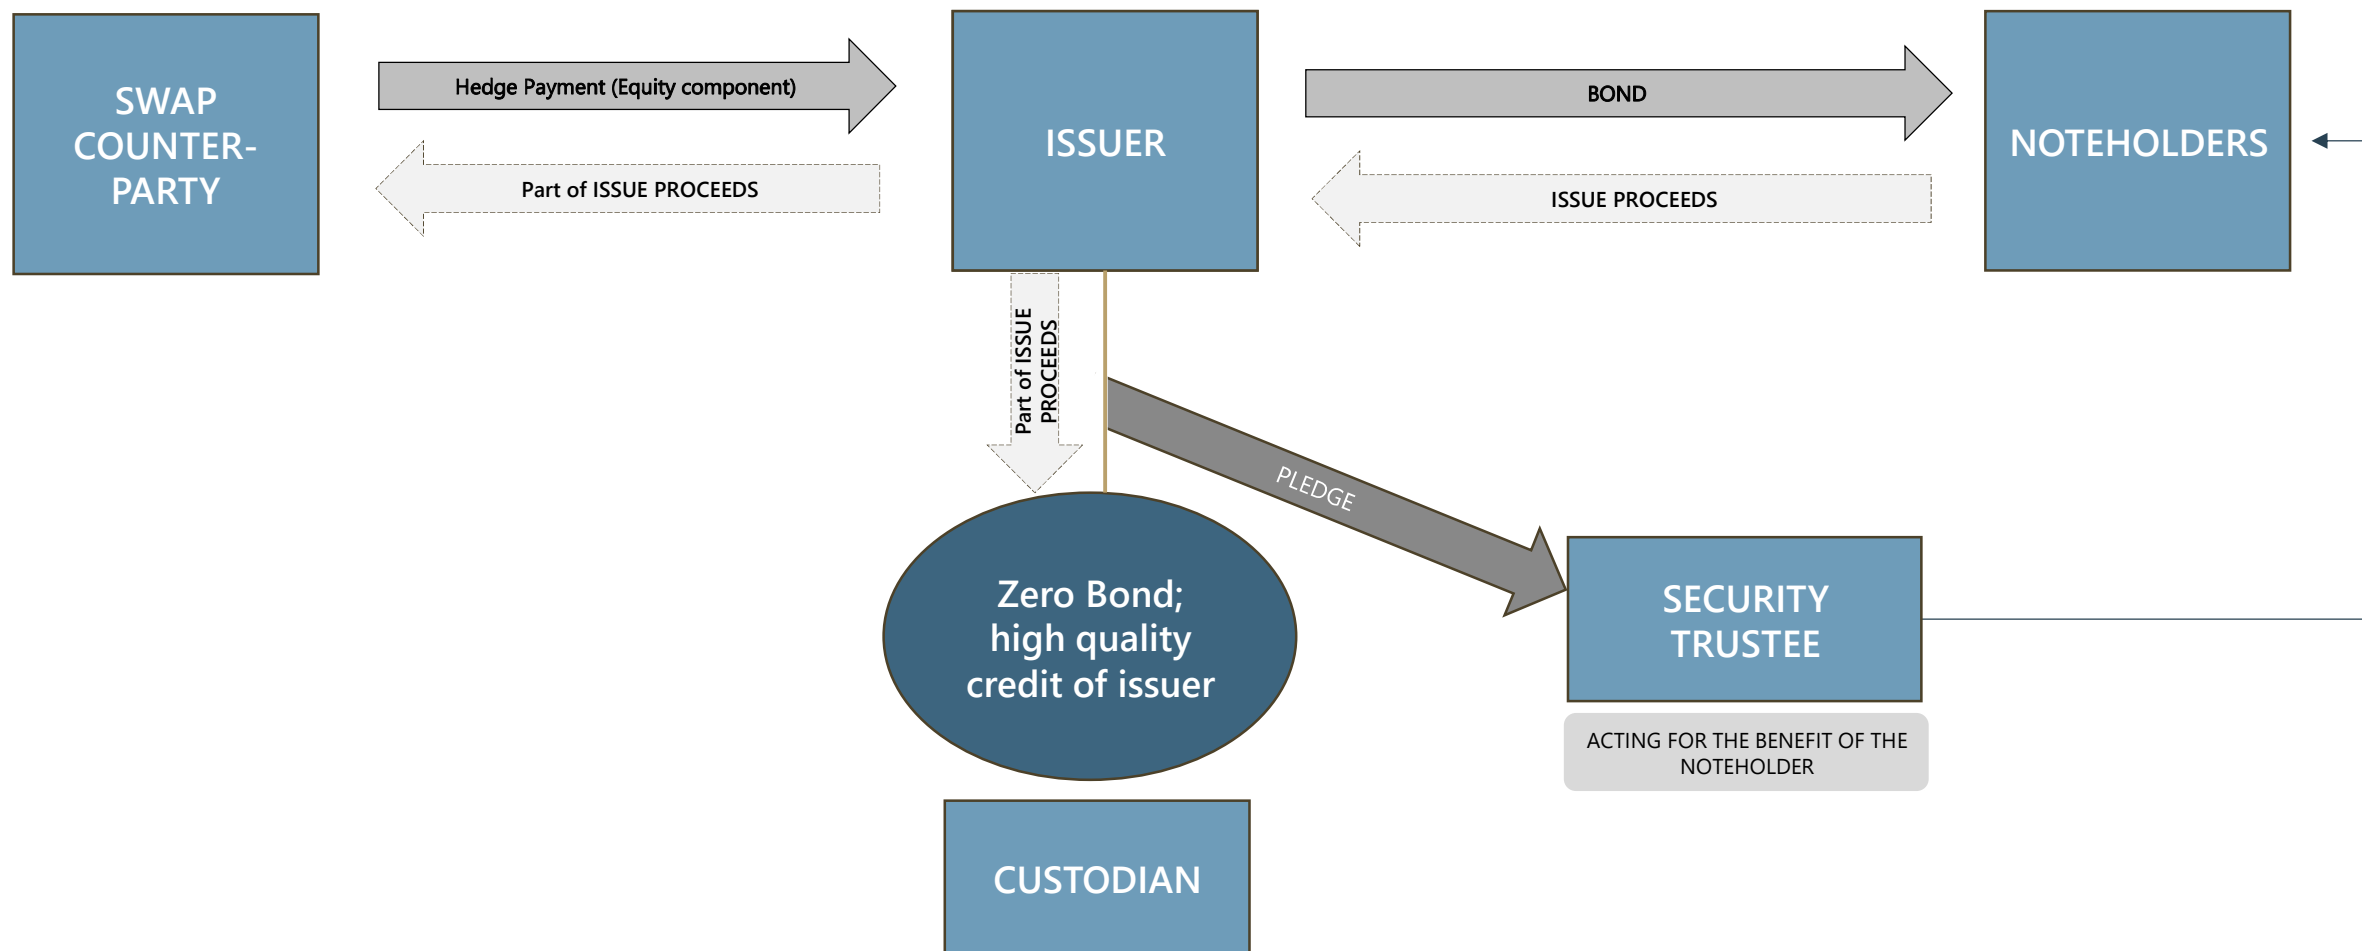 SWAP
COUNTER-
PARTY
Hedge Payment (Equity component)
Part of ISSUE PROCEEDS
ISSUER
BOND
ISSUE PROCEEDS
NOTEHOLDERS
Part of ISSUE
PROCEEDS
PLEDGE
Zero Bond;
high quality
credit of issuer
SECURITY
TRUSTEE
ACTING FOR THE BENEFIT OF THE
NOTEHOLDER
CUSTODIAN